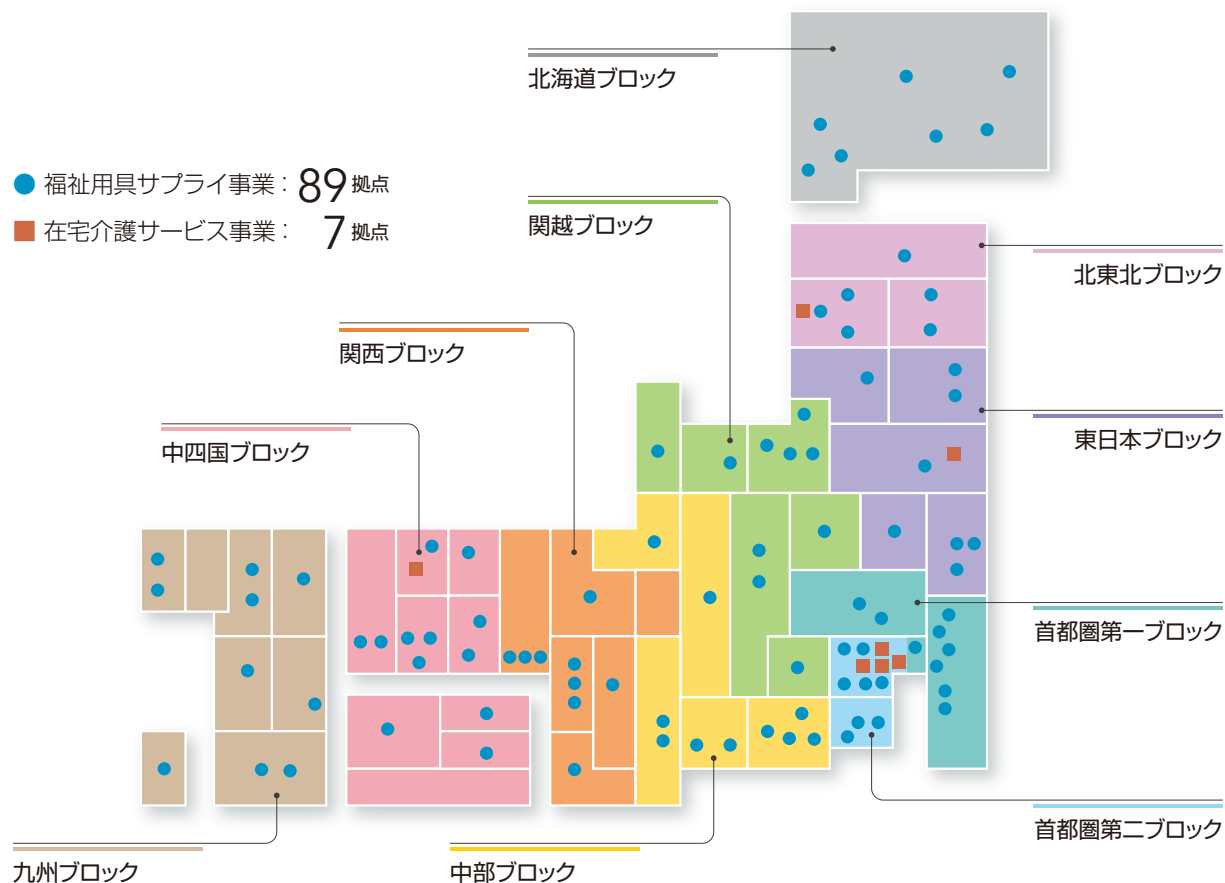 北海道ブロック
福祉用具サプライ事業：89拠点
在宅介護サービス事業：7拠点
関越ブロック
北東北ブロック
関西ブロック
東日本ブロック
中四国ブロック
首都圏第一ブロック
首都圏第二ブロック
九州ブロック
中部ブロック